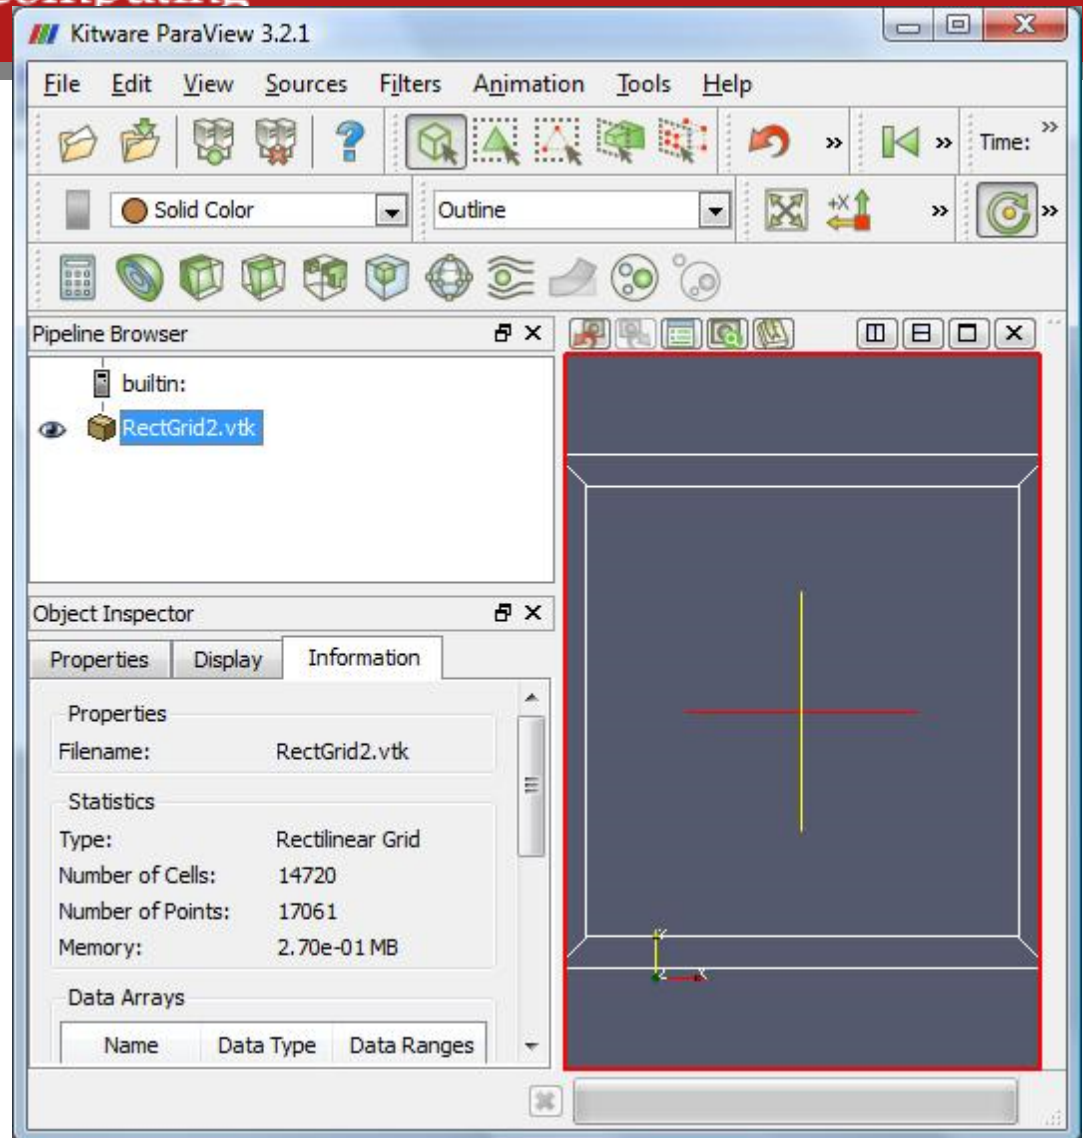 Computing
Kitware ParaView 3.2.1
File Edit View Sources Filters Animation Tools Help
Time:
Solid Color Outline
+X
Pipeline Browser
builtin:
RectGrid2.vtk
Object Inspector
Properties Display Information
Properties
Filename: RectGrid2.vtk
Statistics
Type: Rectilinear Grid
Number of Cells: 14720
Number of Points: 17061
Memory: 2.70e-01 MB
Data Arrays
Name Data Type Data Ranges
Y
Z X